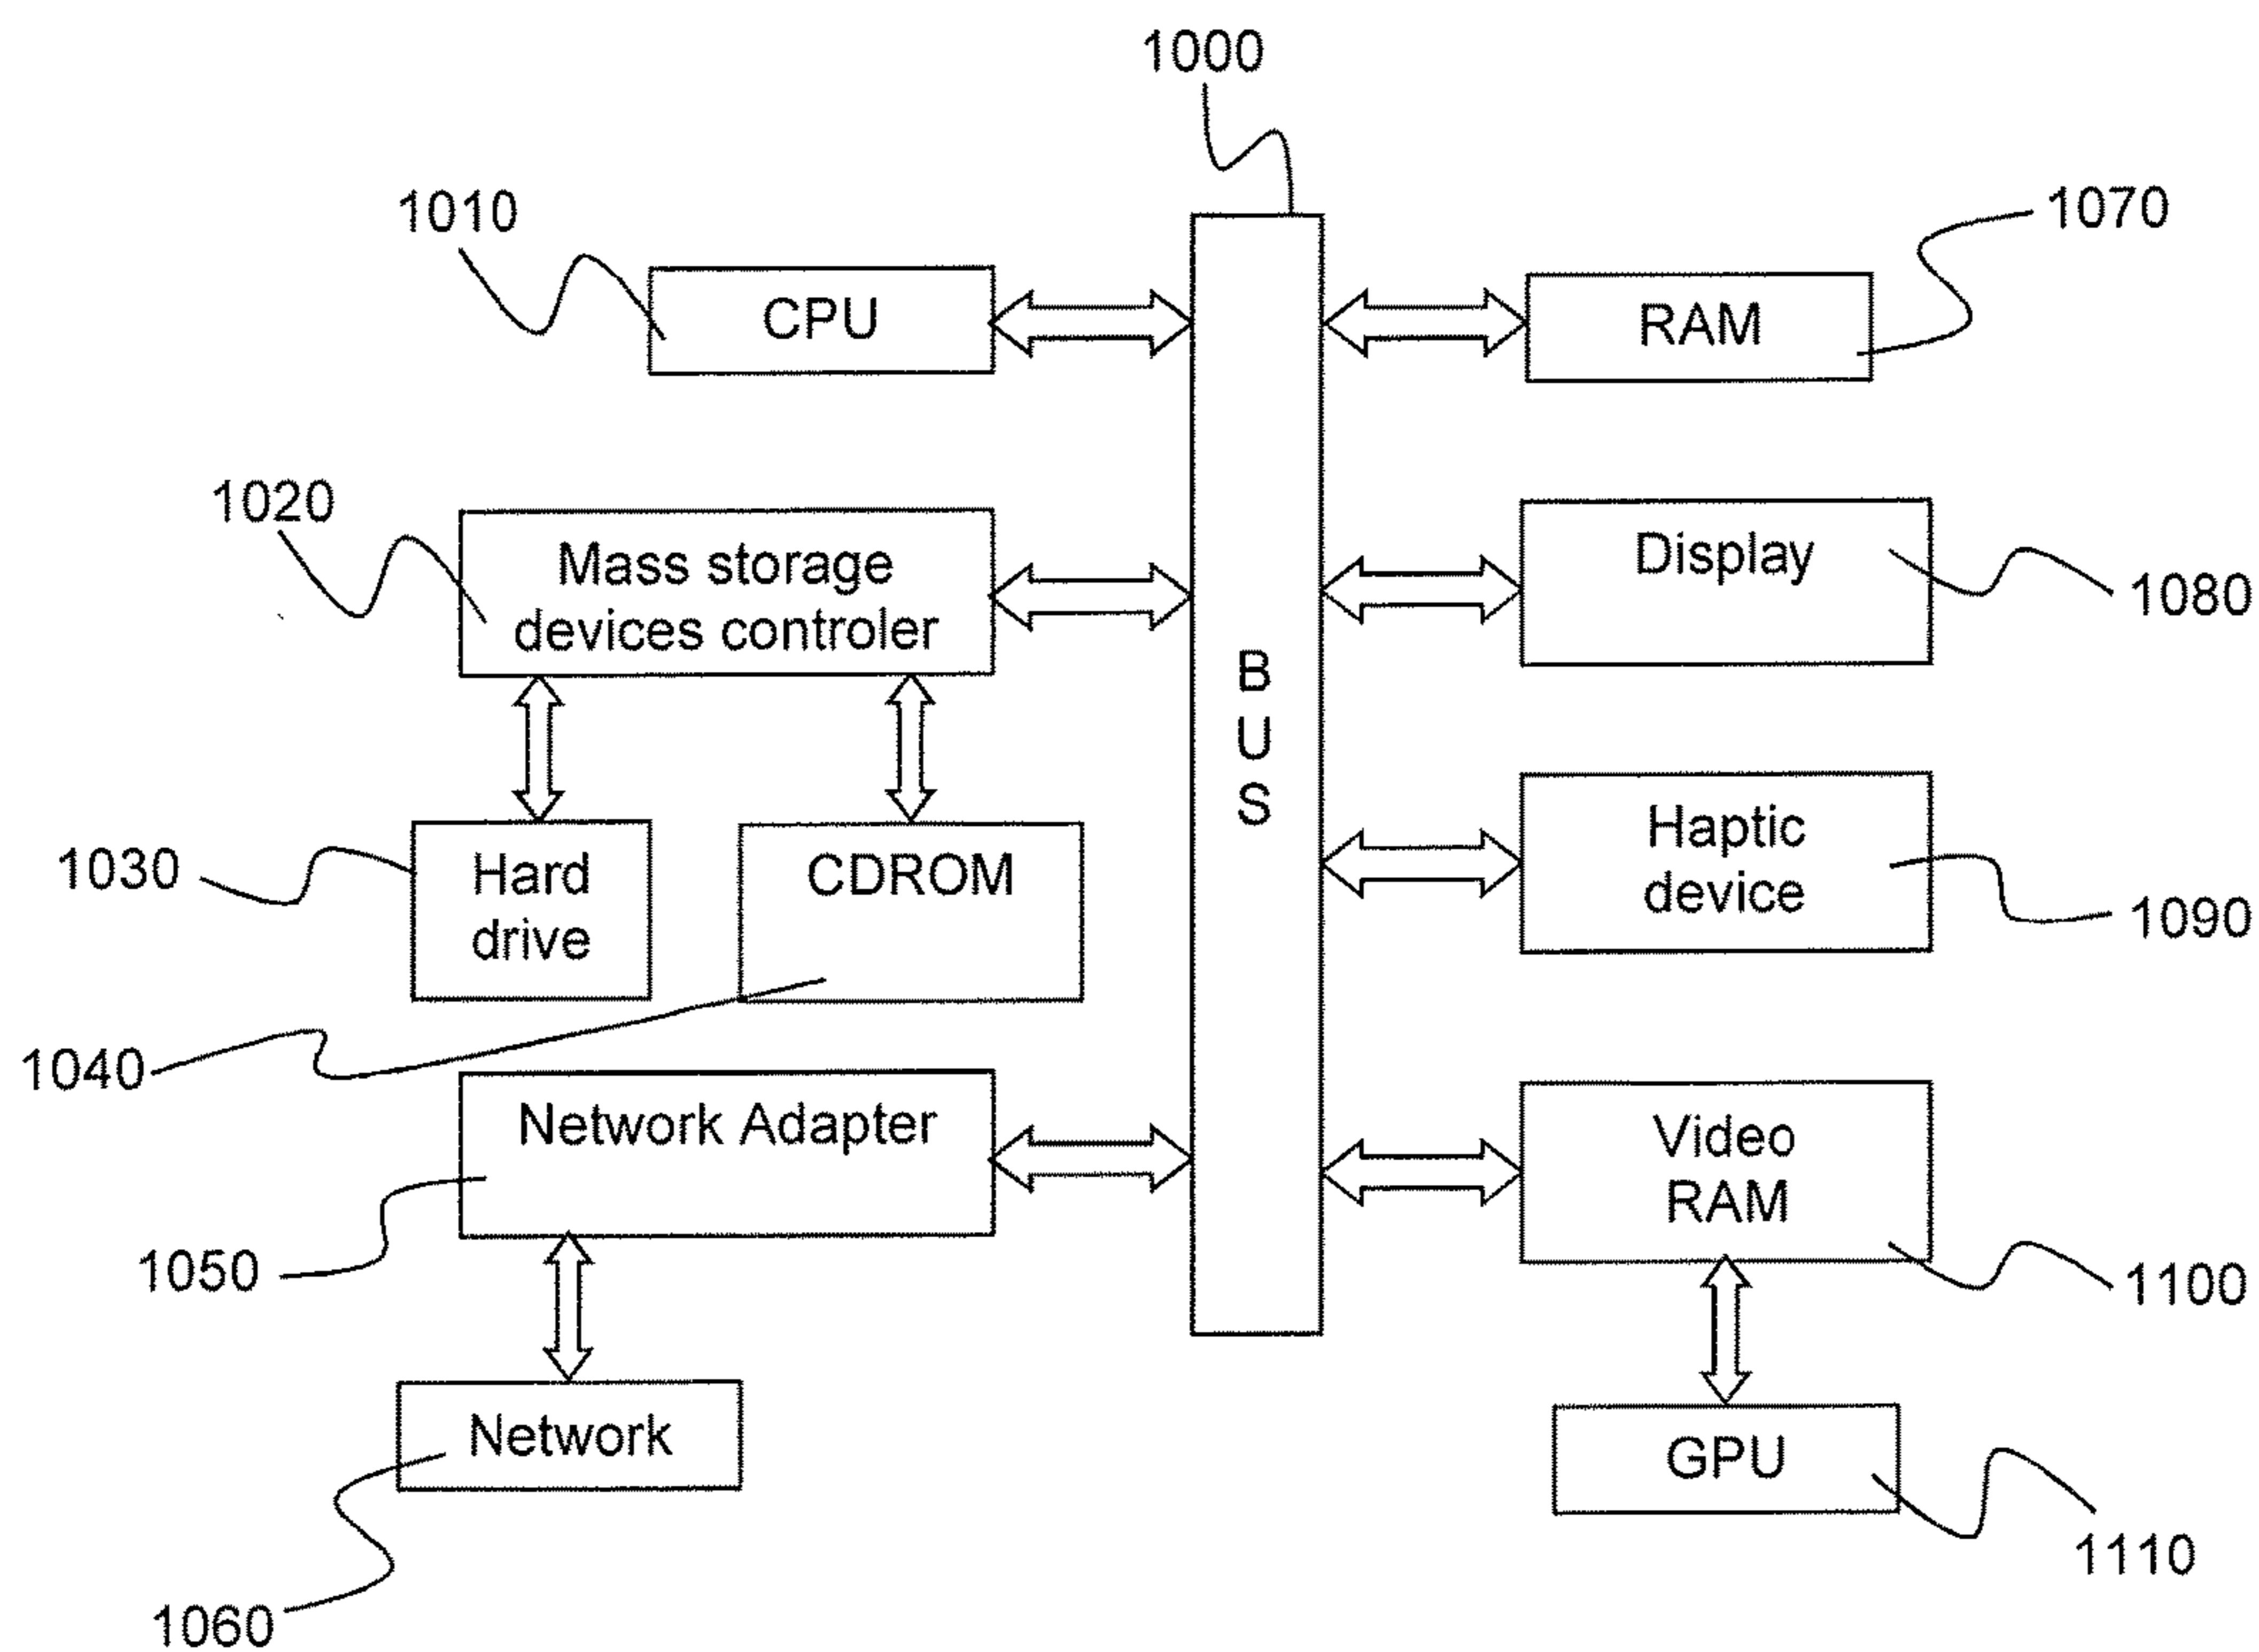 1000
1010
CPU
RAM
1070
1020
Mass storage
devices controler
Display
1080
B
U
S
1030
Hard
drive
CDROM
Haptic
device
1090
1040
Network Adapter
1050
Video
RAM
1100
Network
1060
GPU
1110